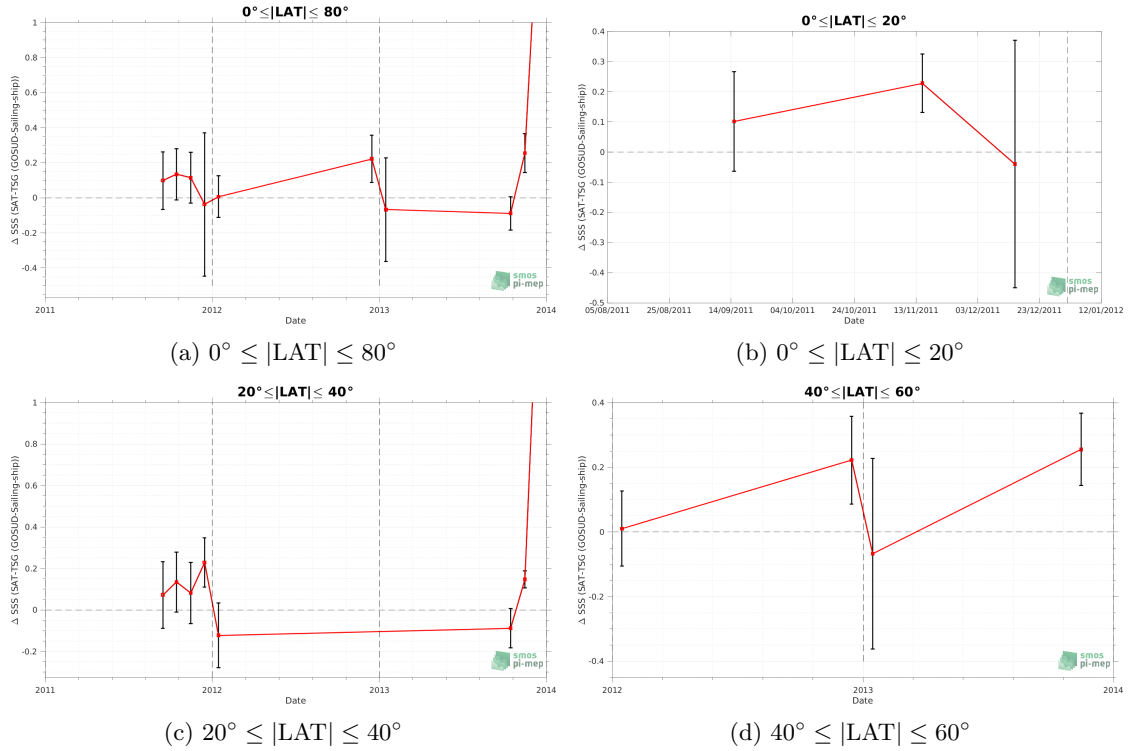 0°≤|LAT|≤ 80°
1
0.8
0.6
0.4
0.2
0
-0.2
-0.4
Δ SSS (SAT-TSG (GOSUD-Sailing-ship))
2011
2012
2013
2014
Date
smos
pi-mep
(a) 0° ≤ |LAT| ≤ 80°
0°≤|LAT|≤ 20°
0.4
0.3
0.2
0.1
0
-0.1
-0.2
-0.3
-0.4
-0.5
Δ SSS (SAT-TSG (GOSUD-Sailing-ship))
05/08/2011
25/08/2011
14/09/2011
04/10/2011
24/10/2011
13/11/2011
03/12/2011
23/12/2011
12/01/2012
Date
smos
pi-mep
(b) 0° ≤ |LAT| ≤ 20°
20°≤|LAT|≤ 40°
1
0.8
0.6
0.4
0.2
0
-0.2
Δ SSS (SAT-TSG (GOSUD-Sailing-ship))
2011
2012
2013
2014
Date
smos
pi-mep
(c) 20° ≤ |LAT| ≤ 40°
40°≤|LAT|≤ 60°
0.4
0.2
0
-0.2
-0.4
Δ SSS (SAT-TSG (GOSUD-Sailing-ship))
2012
2013
2014
Date
smos
pi-mep
(d) 40° ≤ |LAT| ≤ 60°